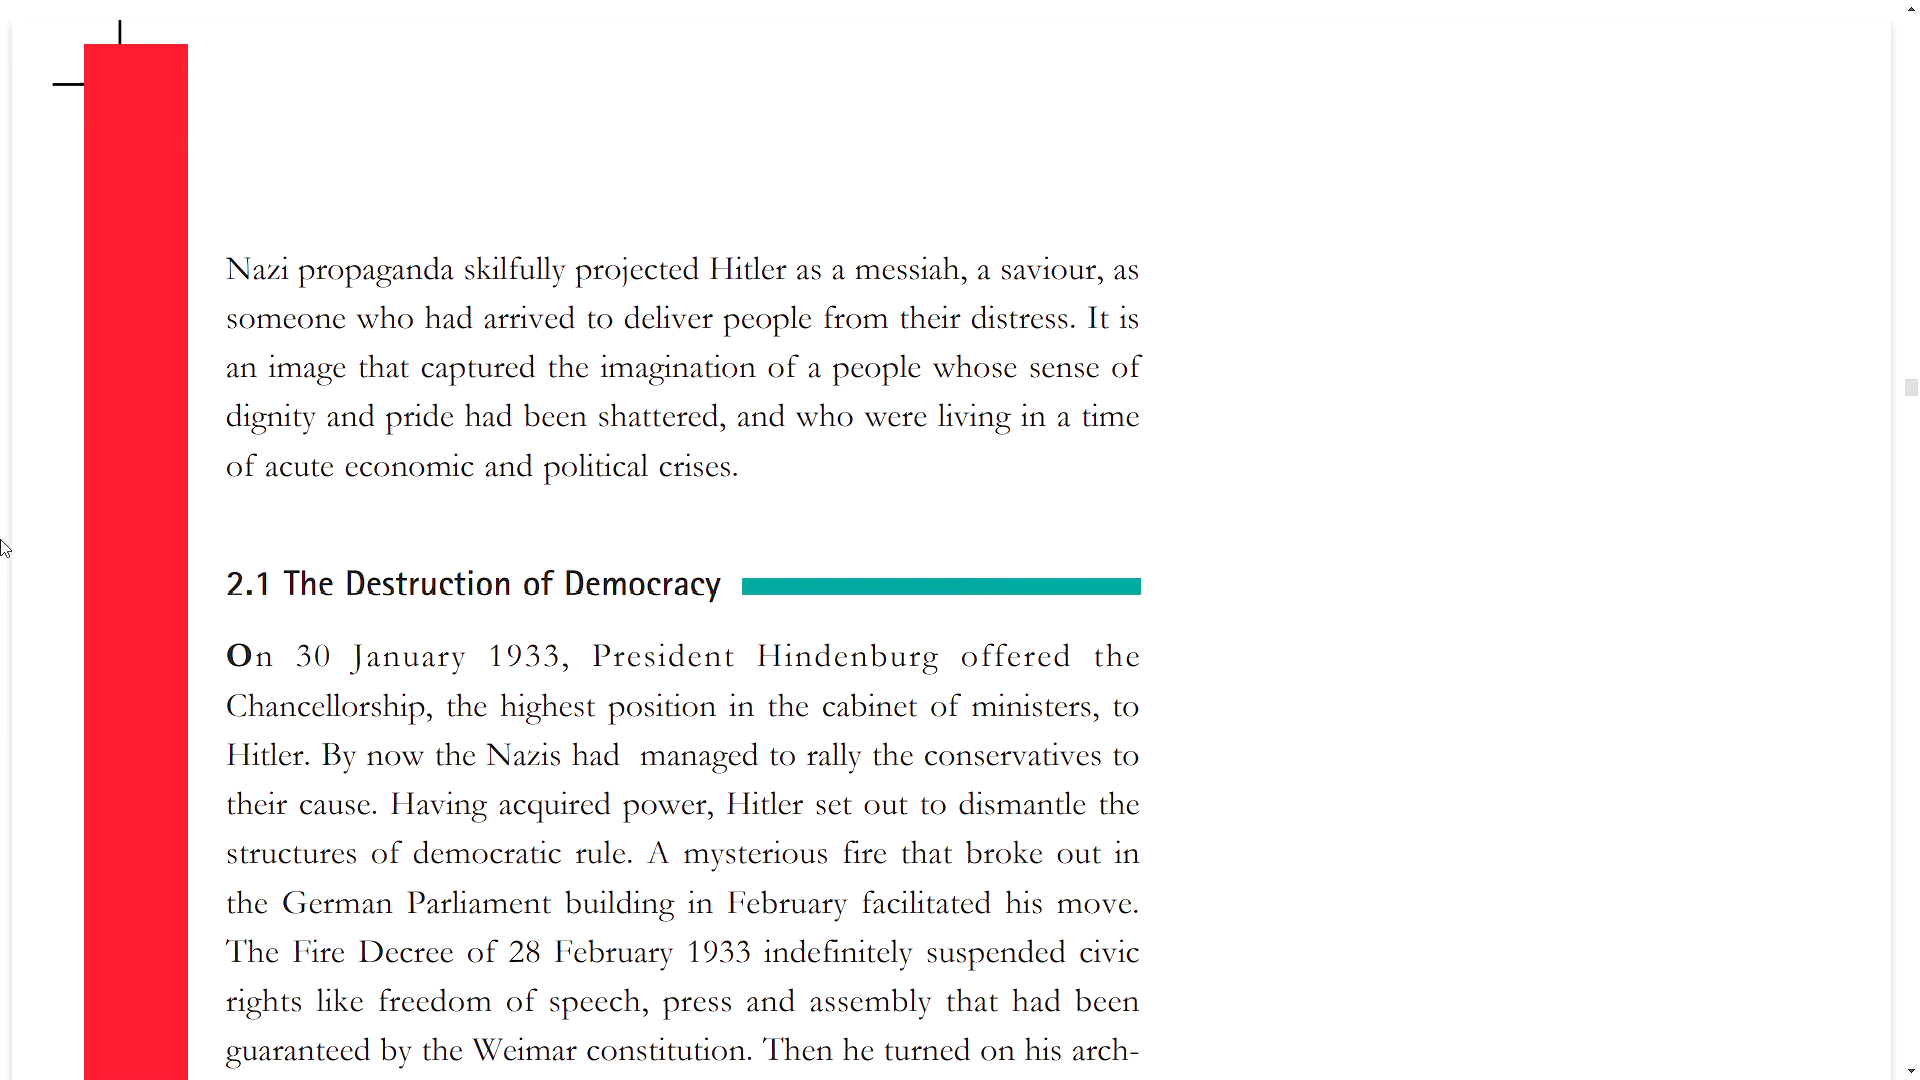 Nazi propaganda skilfully projected Hitler as a messiah, a saviour, as
someone who had arrived to deliver people from their distress. It is
an image that captured the imagination of a people whose sense of
dignity and pride had been shattered, and who were living in a time
of acute economic and political crises.
2.1 The Destruction of Democracy
On 30 January 1933, President Hindenburg offered the
Chancellorship, the highest position in the cabinet of ministers, to
Hitler. By now the Nazis had managed to rally the conservatives to
their cause. Having acquired power, Hitler set out to dismantle the
structures of democratic rule. A mysterious fire that broke out in
the German Parliament building in February facilitated his move.
The Fire Decree of 28 February 1933 indefinitely suspended civic
rights like freedom of speech, press and assembly that had been
guaranteed by the Weimar constitution. Then he turned on his arch-